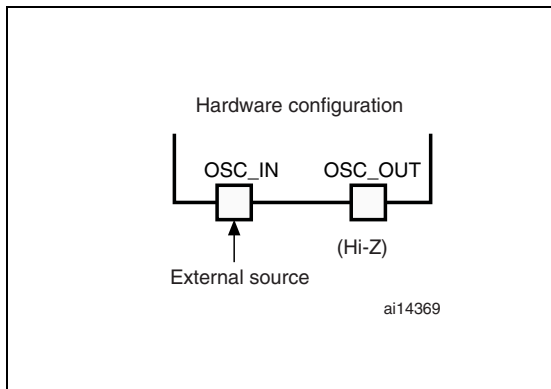 Hardware configuration
OSC_IN OSC_OUT
(Hi-Z)
External source
ai14369